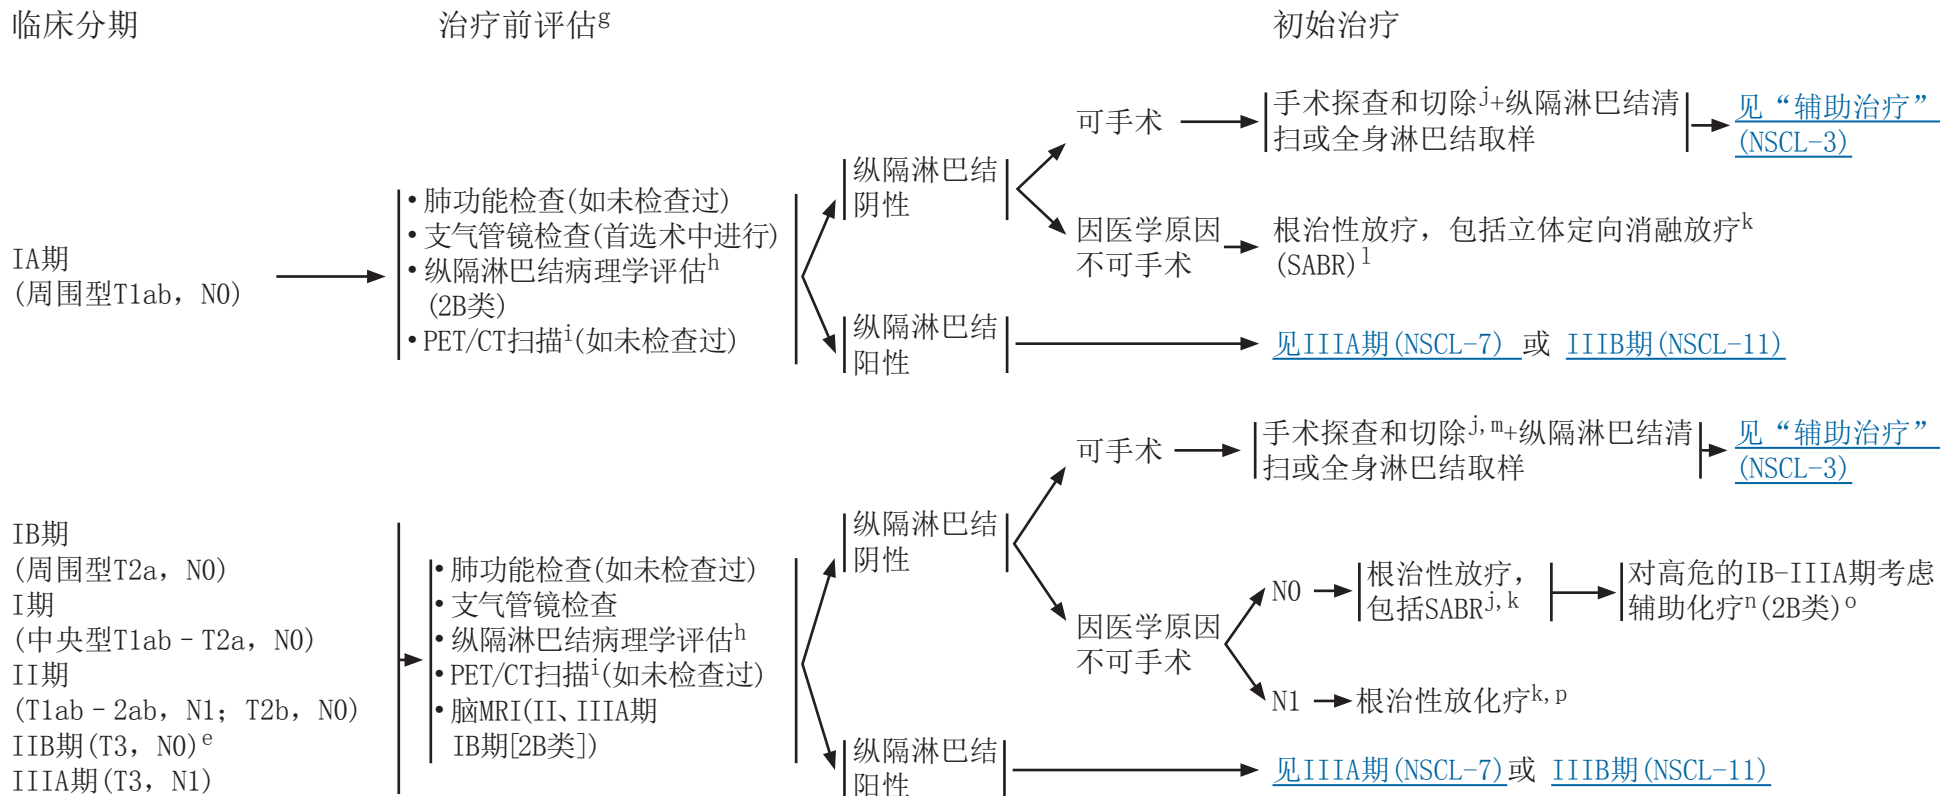 临床分期
治疗前评估g
初始治疗
IA期
(周围型T1ab，N0)
• 肺功能检查(如未检查过)
• 支气管镜检查(首选术中进行)
• 纵隔淋巴结病理学评估h
(2B类)
• PET/CT扫描i(如未检查过)
纵隔淋巴结
阴性
可手术
手术探查和切除j+纵隔淋巴结清
扫或全身淋巴结取样
见“辅助治疗”
(NSCL-3)
因医学原因
不可手术
根治性放疗，包括立体定向消融放疗k
(SABR)l
纵隔淋巴结
阳性
见IIIA期(NSCL-7) 或 IIIB期(NSCL-11)
IB期
(周围型T2a，N0)
I期
(中央型T1ab–T2a，N0)
II期
(T1ab–2ab，N1；T2b，N0)
IIB期(T3，N0)e
IIIA期(T3，N1)
• 肺功能检查(如未检查过)
• 支气管镜检查
• 纵隔淋巴结病理学评估h
• PET/CT扫描i(如未检查过)
• 脑MRI(II、IIIA期
IB期[2B类])
纵隔淋巴结
阴性
可手术
手术探查和切除j,m+纵隔淋巴结清
扫或全身淋巴结取样
见“辅助治疗”
(NSCL-3)
因医学原因
不可手术
N0
根治性放疗，
包括SABRj,k
对高危的IB-IIIA期考虑
辅助化疗n(2B类)o
N1
根治性放化疗k,p
纵隔淋巴结
阳性
见IIIA期(NSCL-7)或 IIIB期(NSCL-11)